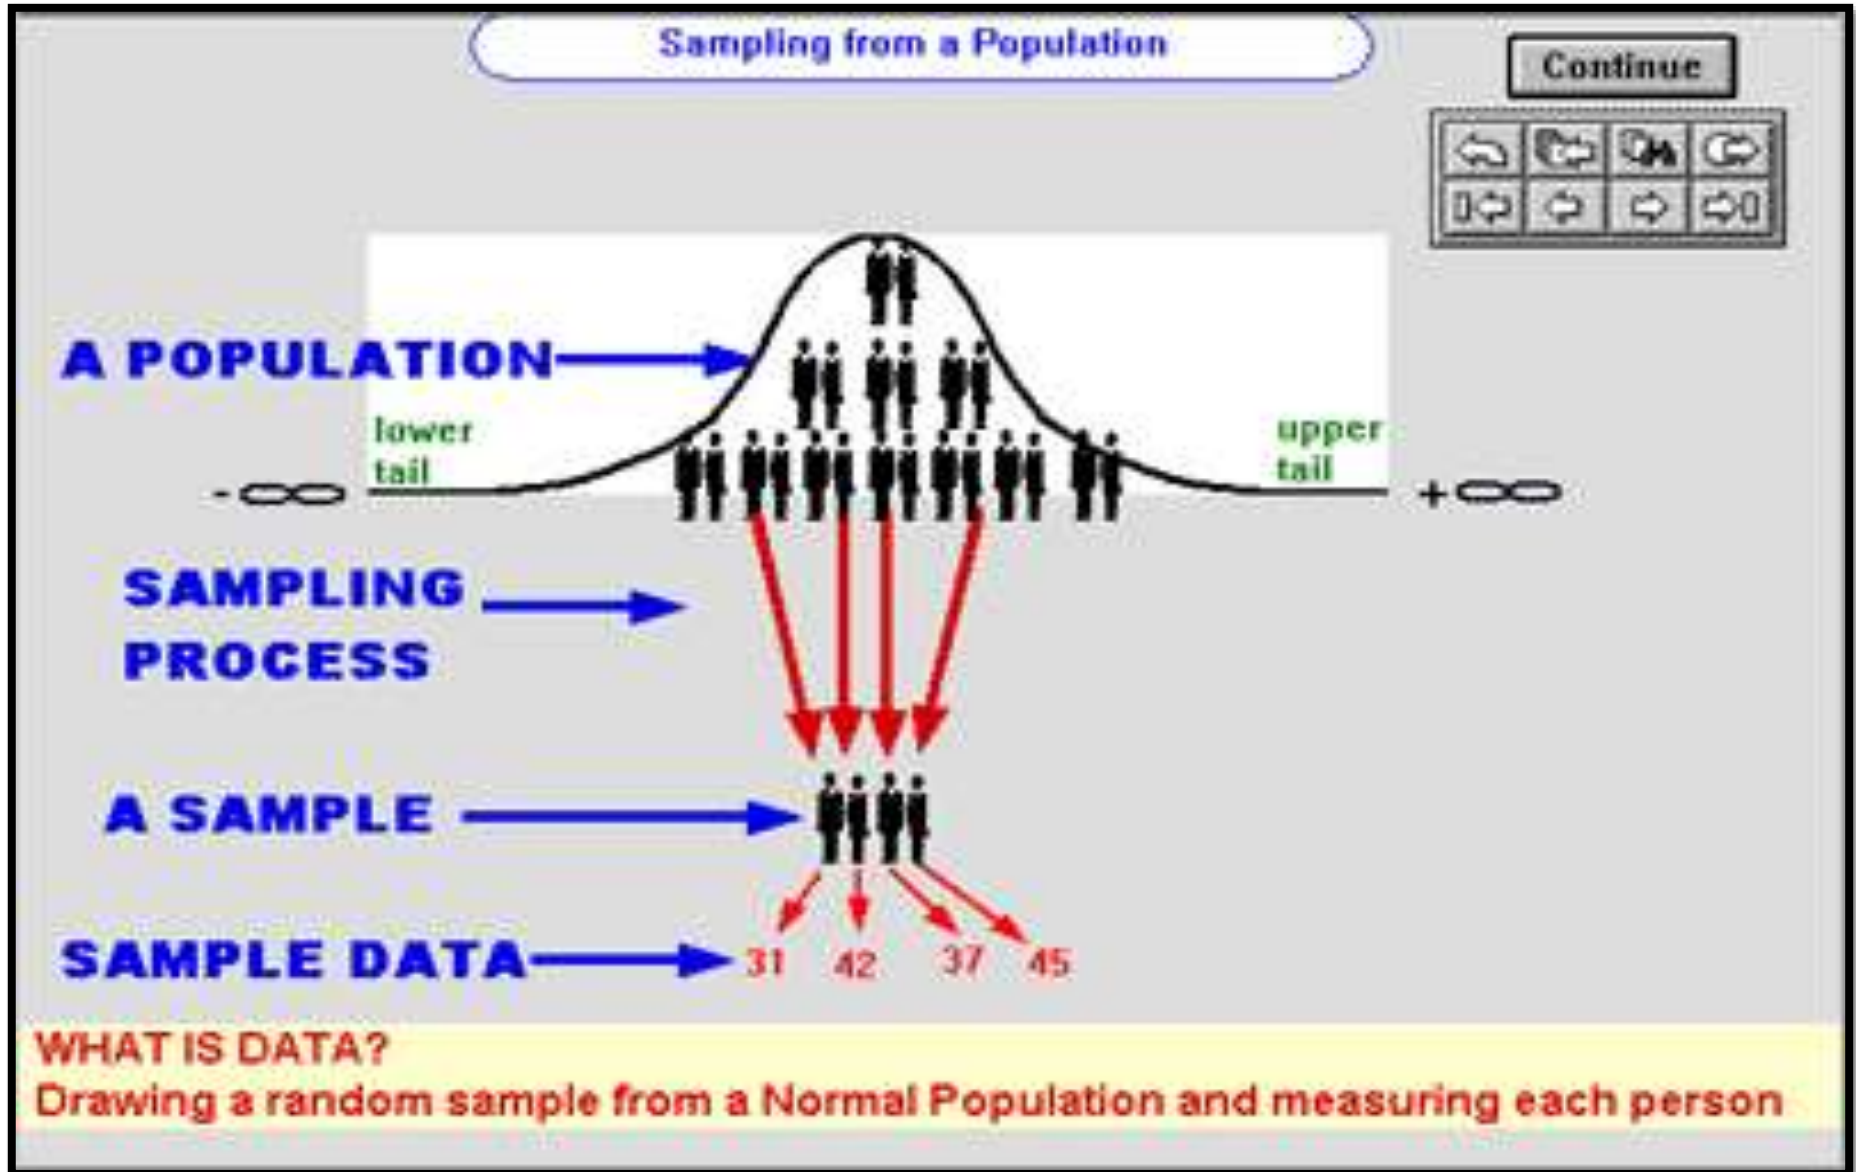 Sampling from a Population
Continue
A POPULATION
lower
tail
upper
tail
- ∞
+ ∞
SAMPLING
PROCESS
A SAMPLE
SAMPLE DATA
31 42 37 45
WHAT IS DATA?
Drawing a random sample from a Normal Population and measuring each person